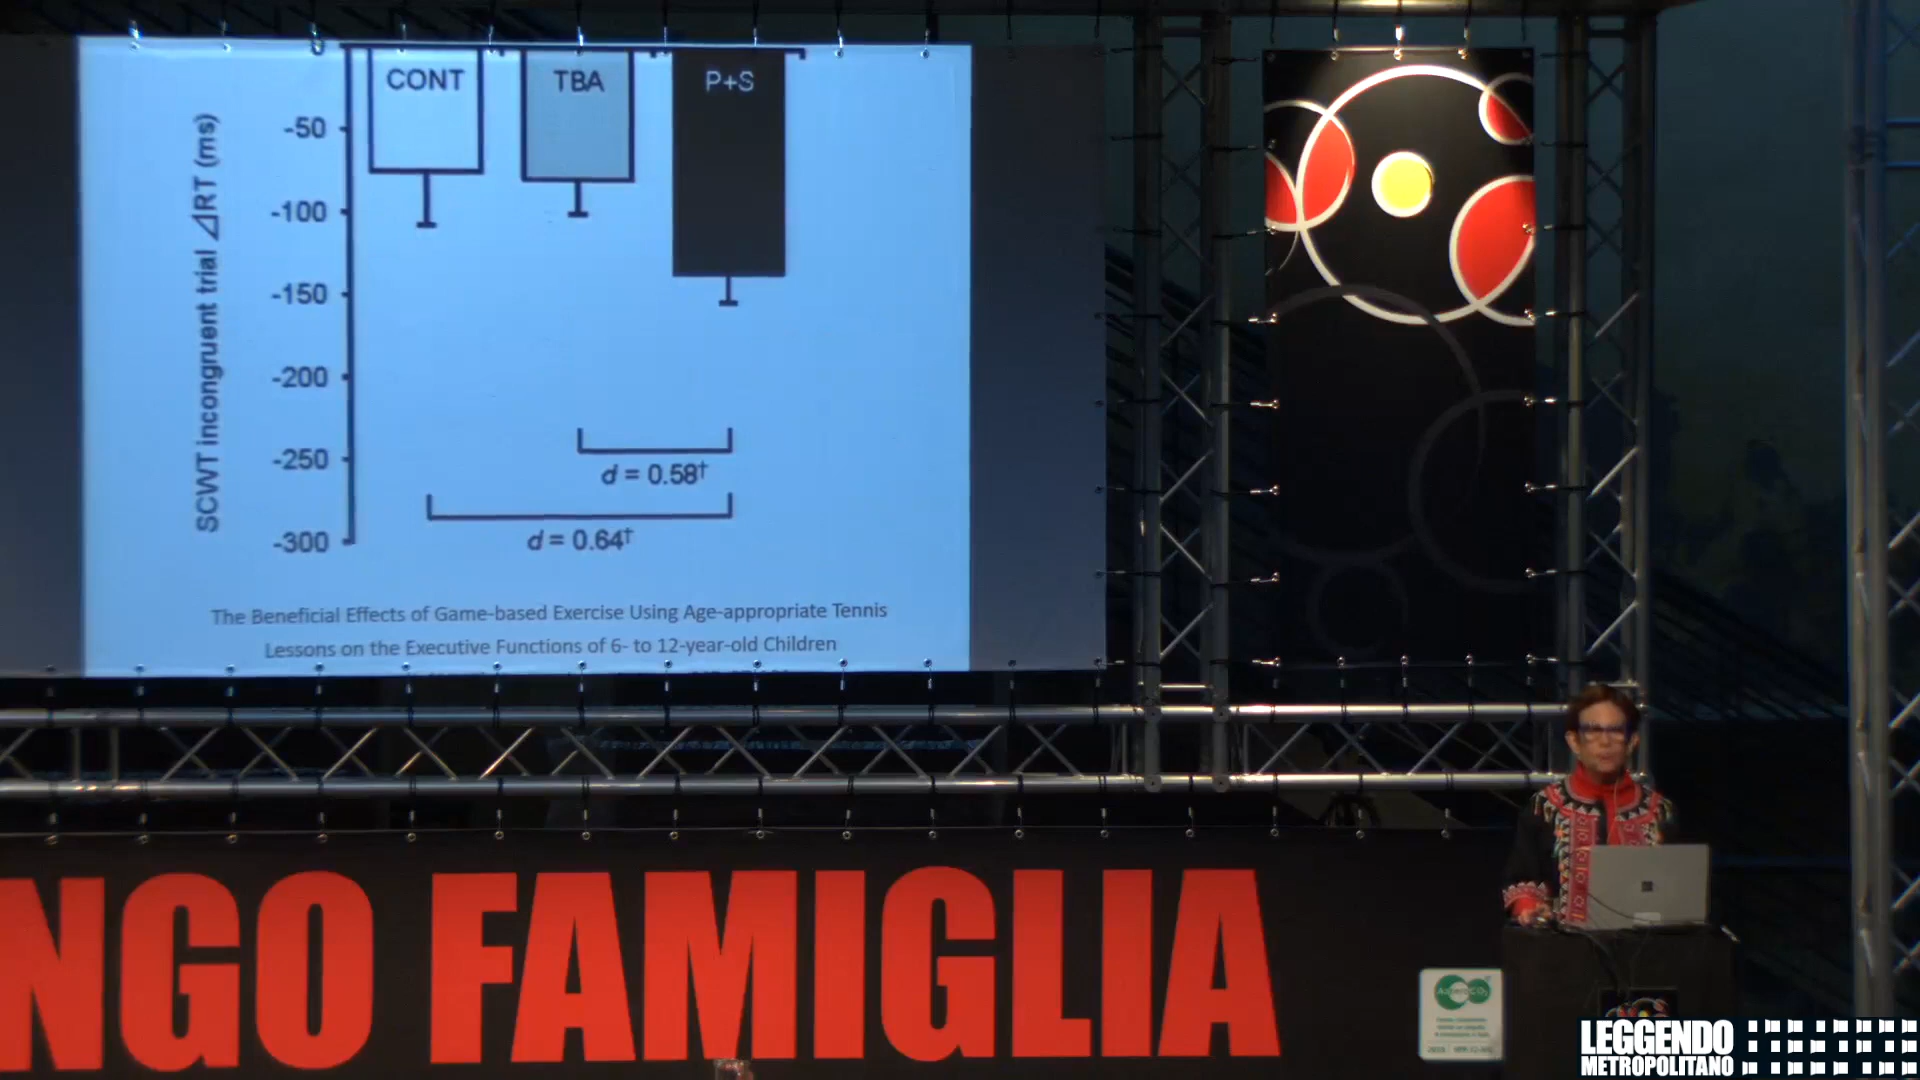 0
CONT
TBA
P+S
-50
-100
-150
-200
-250
-300
SCWT incongruent trial ⊿RT (ms)
d = 0.58†
d = 0.64†
The Beneficial Effects of Game-based Exercise Using Age-appropriate Tennis
Lessons on the Executive Functions of 6- to 12-year-old Children
NGO FAMIGLIA
LEGGENDO
METROPOLITANO